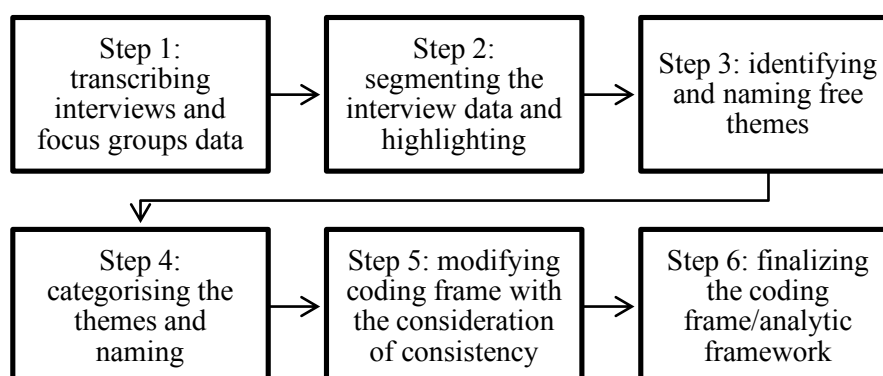 Step 1:
transcribing
interviews and
focus groups data
Step 2:
segmenting the
interview data and
highlighting
Step 3: identifying
and naming free
themes
Step 4:
categorising the
themes and
naming
Step 5: modifying
coding frame with
the consideration
of consistency
Step 6: finalizing
the coding
frame/analytic
framework